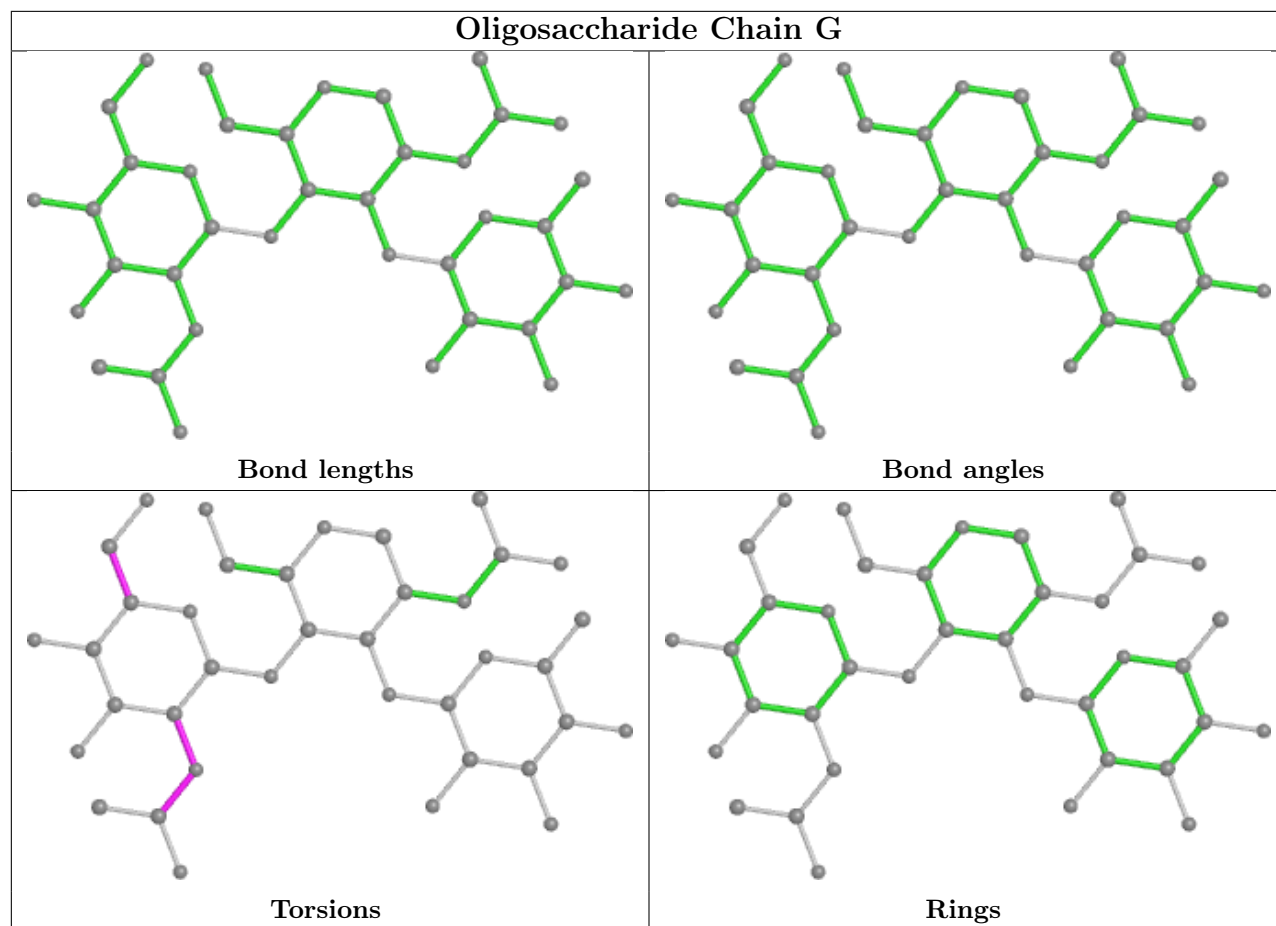 Oligosaccharide Chain G
Bond lengths
Bond angles
Torsions
Rings